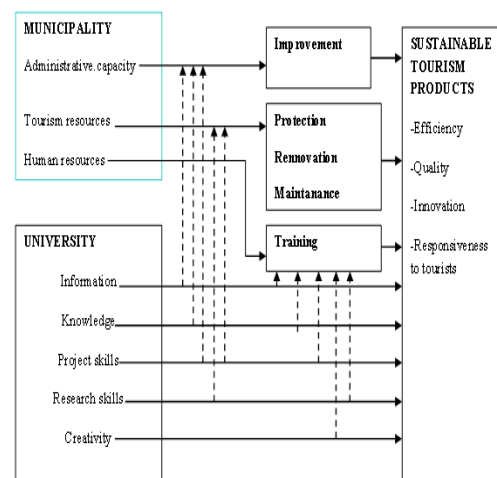 MUNICIPALITY
Administrative.capacity
Tourism resources
Human resources
UNIVERSITY
Information
Knowledge
Project skills
Research skills
Creativity
Improvement
Protection
Rennovation
Maintanance
Training
SUSTAINABLE
TOURISM
PRODUCTS
-Efficiency
-Quality
-Innovation
-Responsiveness
to tourists